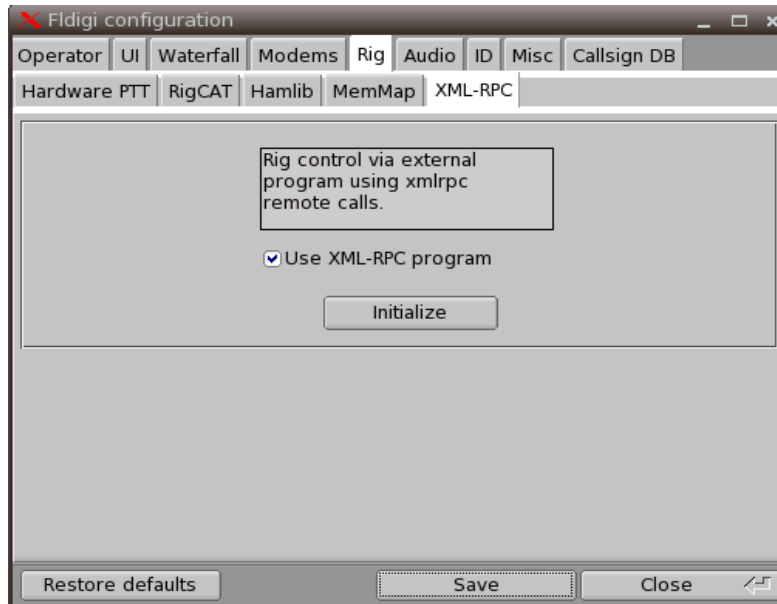 Fldigi configuration
Operator UI Waterfall Modems Rig Audio ID Misc Callsign DB
Hardware PTT RigCAT Hamlib MemMap XML-RPC
Rig control via external
program using xmlrpc
remote calls.
Use XML-RPC program
Initialize
Restore defaults Save Close